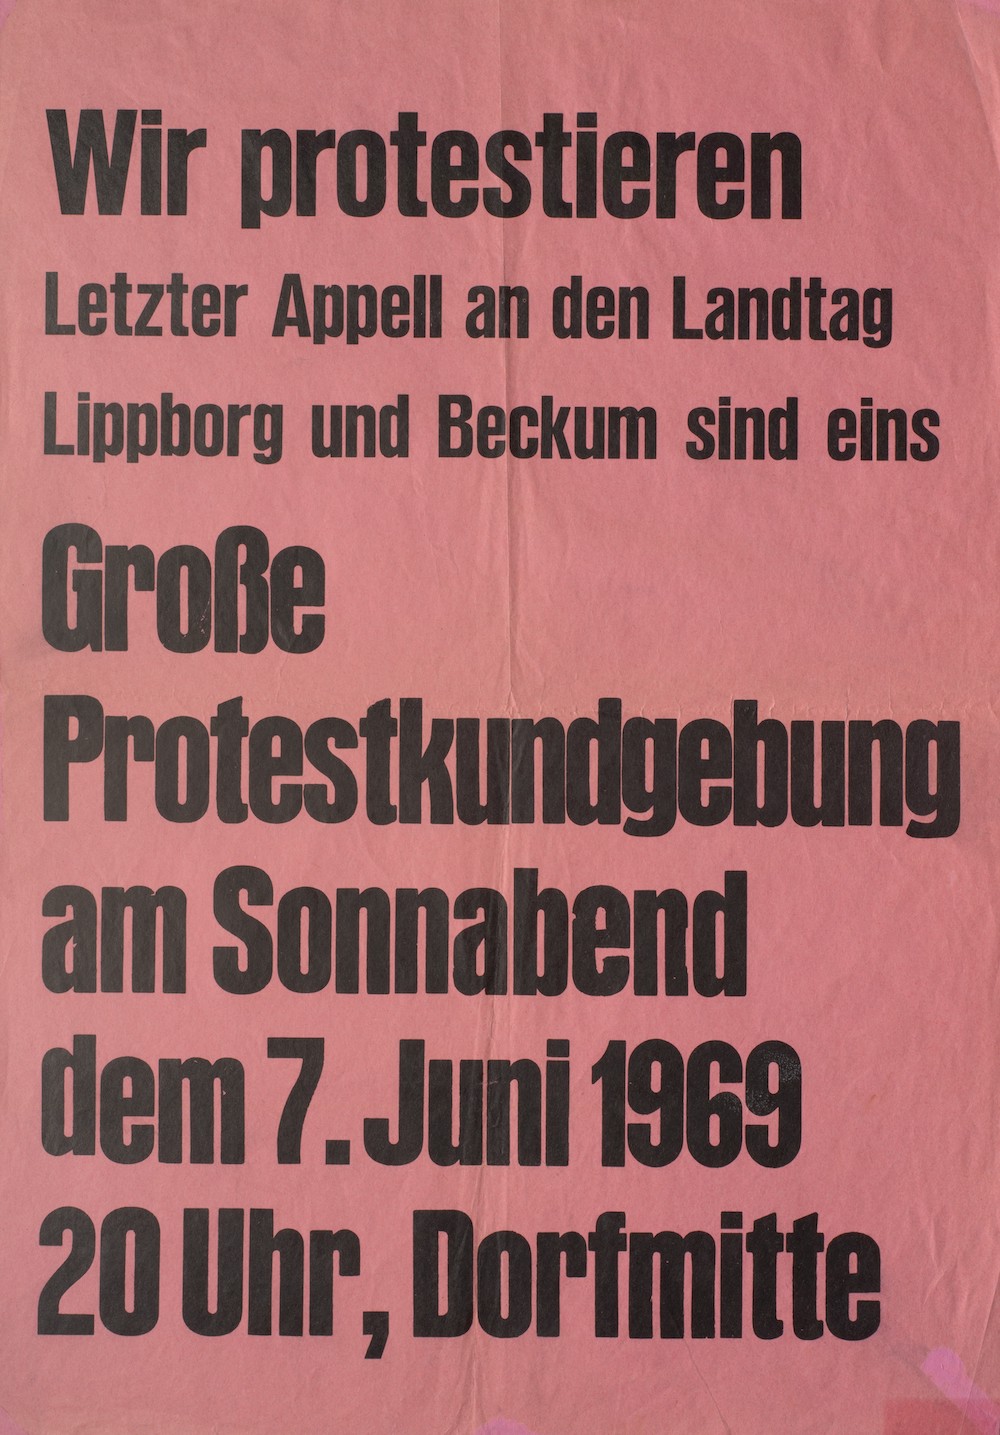 Wir protestieren
Letzter Appell an den Landtag
Lippborg und Beckum sind eins
Große
Protestkundgebung
am Sonnabend
dem 7. Juni 1969
20 Uhr, Dorfmitte